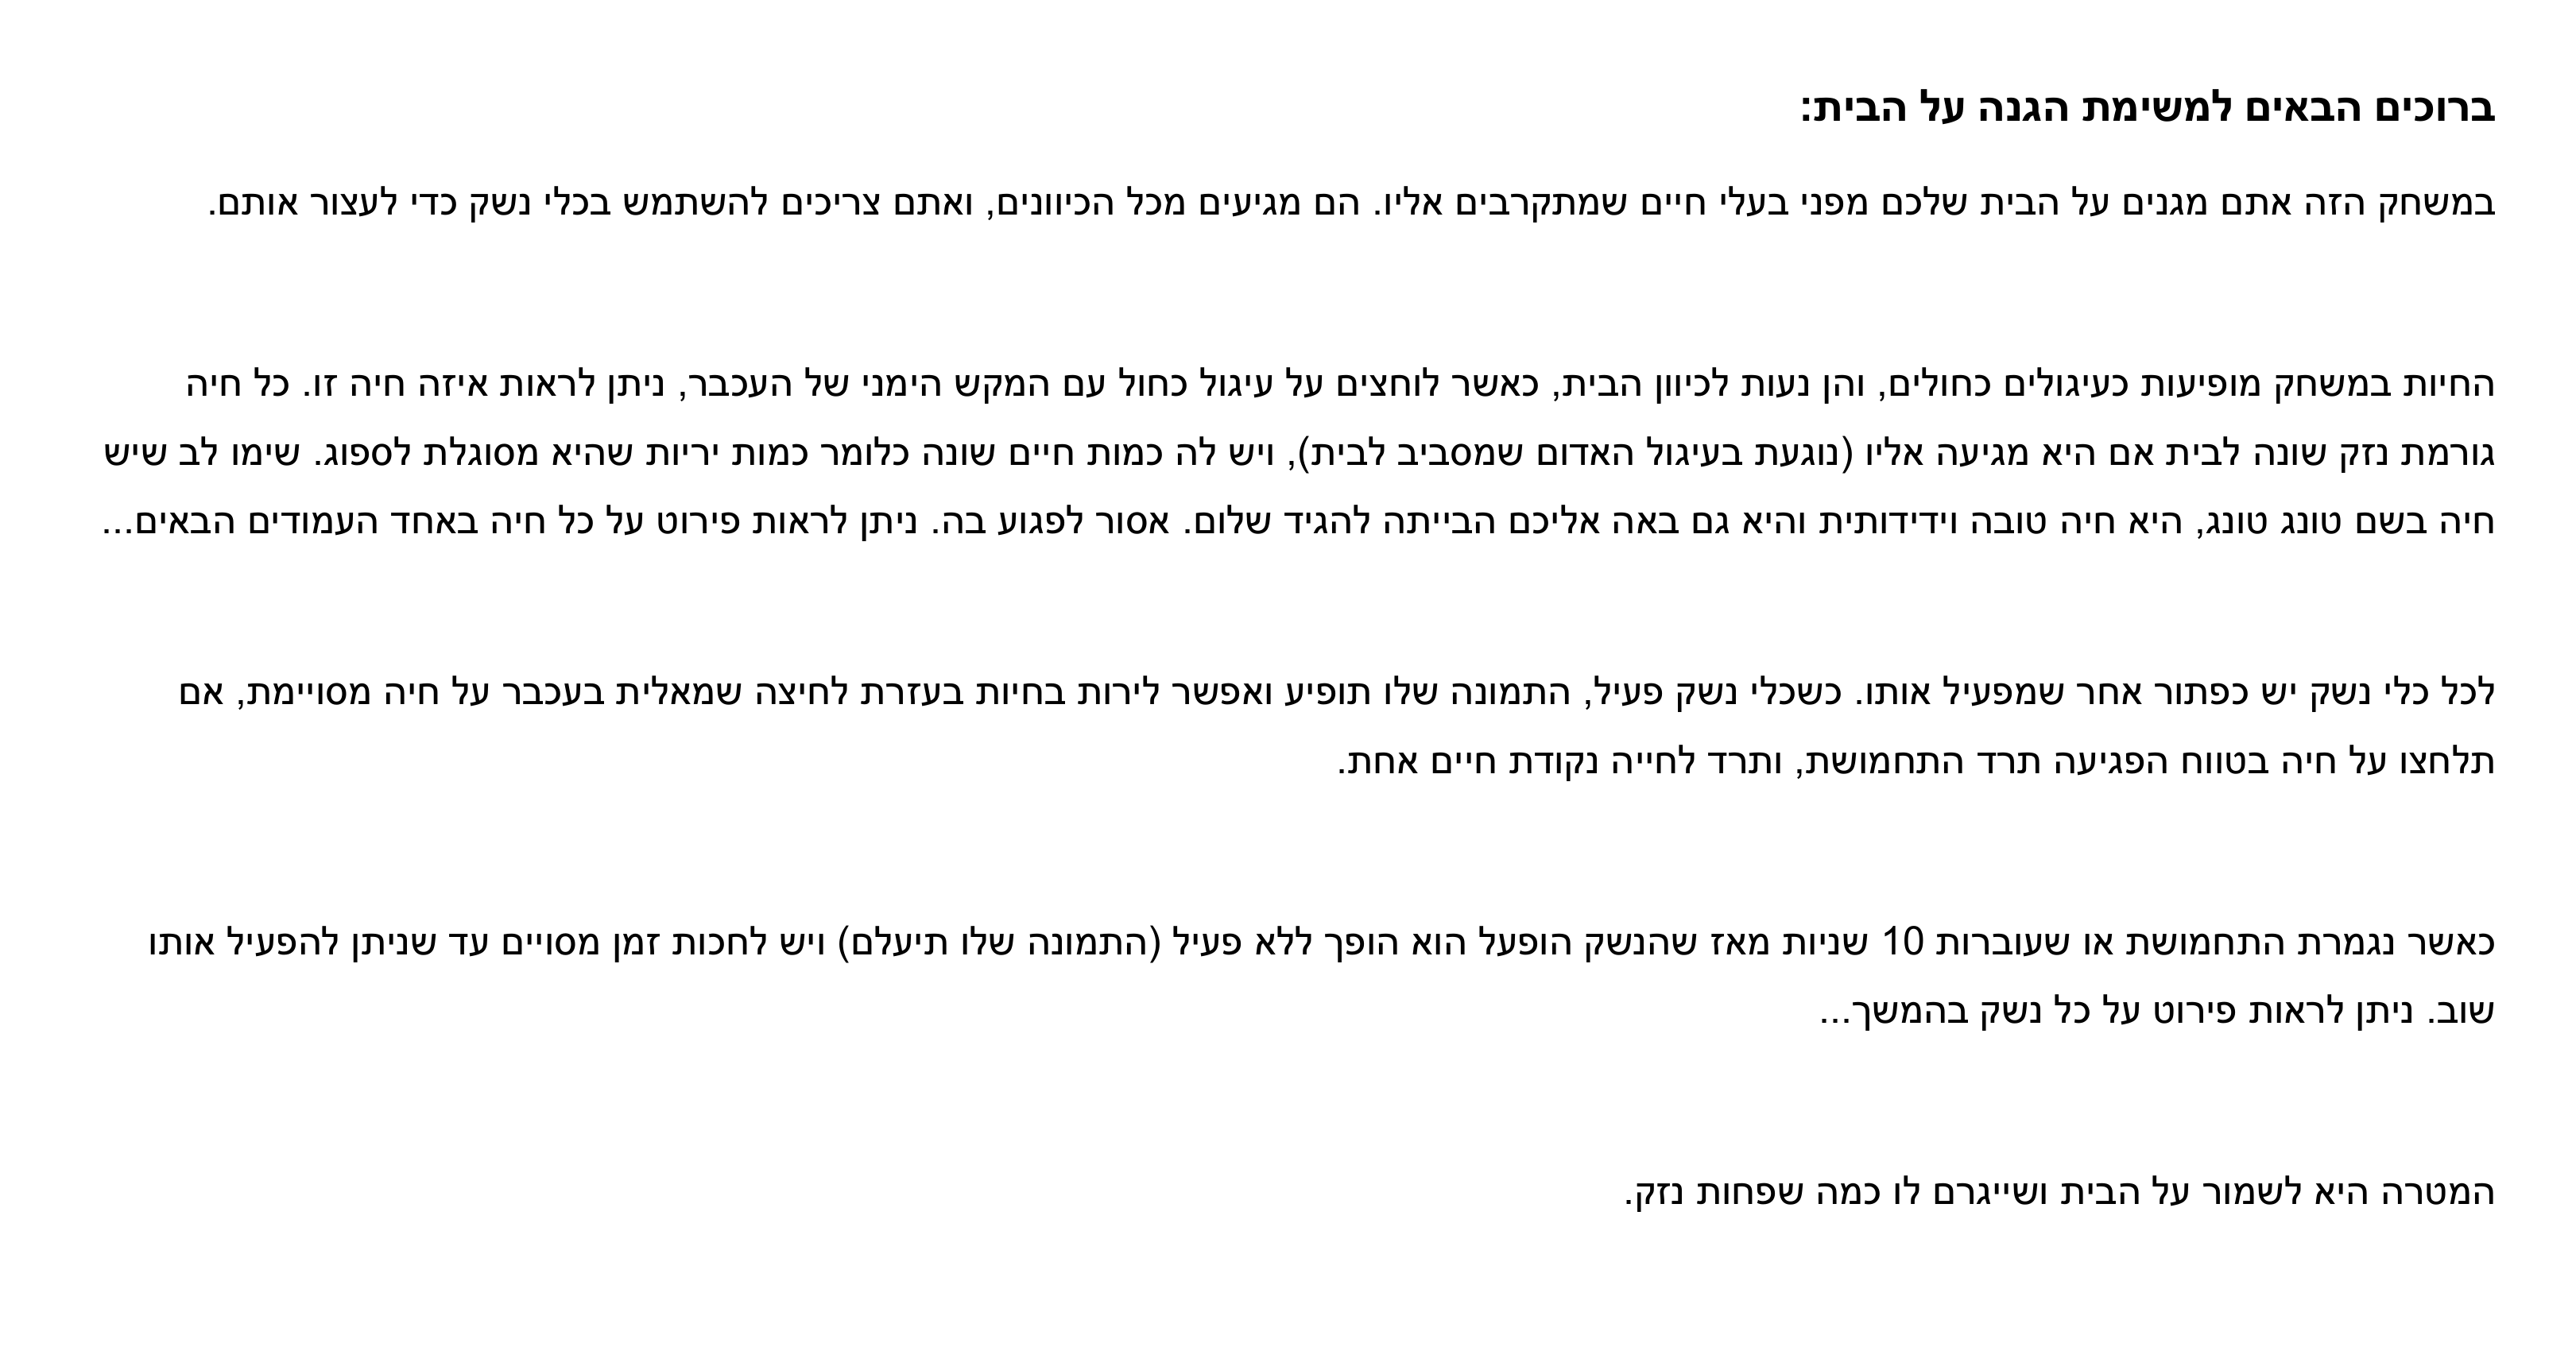 ברוכים הבאים למשימת הגנה על הבית:
במשחק הזה אתם מגנים על הבית שלכם מפני בעלי חיים שמתקרבים אליו. הם מגיעים מכל הכיוונים, ואתם צריכים להשתמש בכלי נשק כדי לעצור אותם.
החיות במשחק מופיעות כעיגולים כחולים, והן נעות לכיוון הבית, כאשר לוחצים על עיגול כחול עם המקש הימני של העכבר, ניתן לראות איזה חיה זו. כל חיה
גורמת נזק שונה לבית אם היא מגיעה אליו (נוגעת בעיגול האדום שמסביב לבית), ויש לה כמות חיים שונה כלומר כמות יריות שהיא מסוגלת לספוג. שימו לב שיש
חיה בשם טונג טונג, היא חיה טובה וידידותית והיא גם באה אליכם הבייתה להגיד שלום. אסור לפגוע בה. ניתן לראות פירוט על כל חיה באחד העמודים הבאים...
לכל כלי נשק יש כפתור אחר שמפעיל אותו. כשכלי נשק פעיל, התמונה שלו תופיע ואפשר לירות בחיות בעזרת לחיצה שמאלית בעכבר על חיה מסויימת, אם
תלחצו על חיה בטווח הפגיעה תרד התחמושת, ותרד לחייה נקודת חיים אחת.
כאשר נגמרת התחמושת או שעוברות 10 שניות מאז שהנשק הופעל הוא הופך ללא פעיל (התמונה שלו תיעלם) ויש לחכות זמן מסויים עד שניתן להפעיל אותו
שוב. ניתן לראות פירוט על כל נשק בהמשך...
המטרה היא לשמור על הבית ושייגרם לו כמה שפחות נזק.